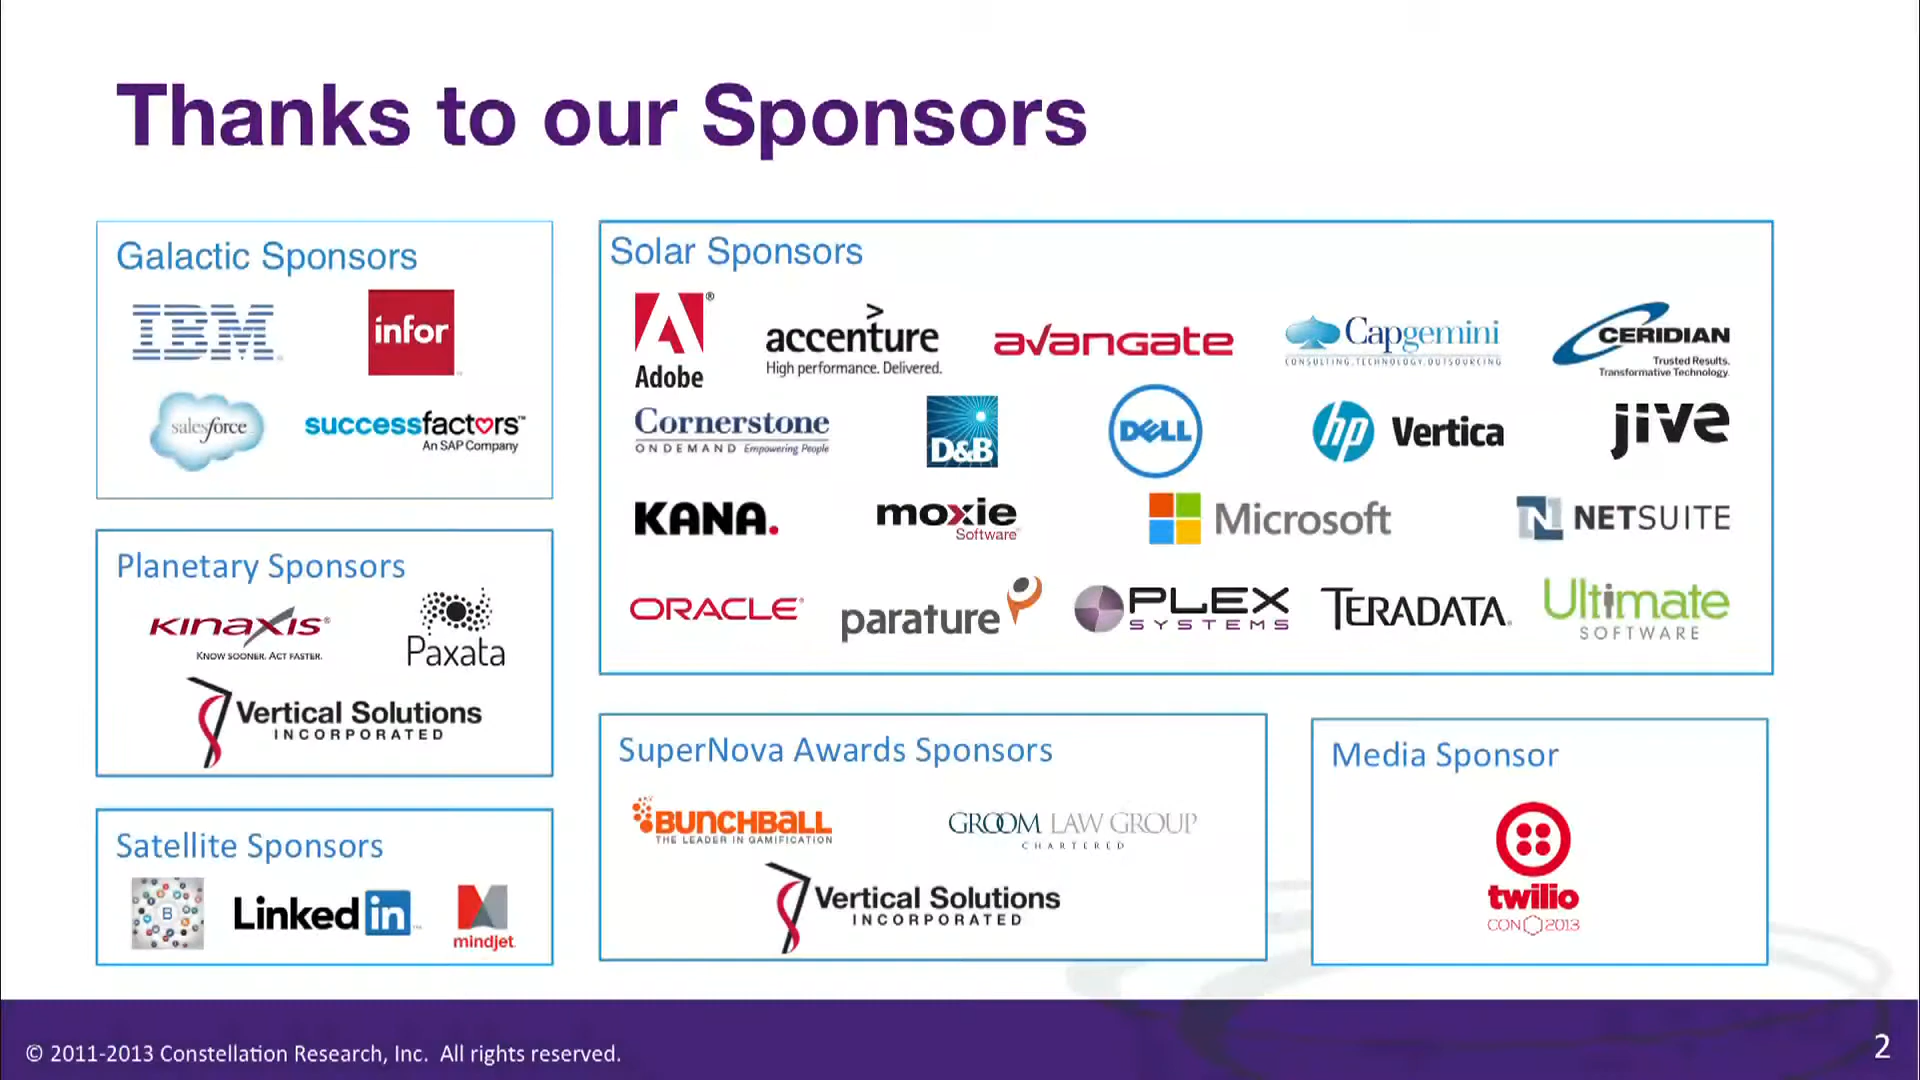 Thanks to our Sponsors
Galactic Sponsors
IBM
infor
salesforce
successfactors™
An SAP Company
Solar Sponsors
Adobe®
accenture
High performance. Delivered.
avangate
Capgemini
CONSULTING.TECHNOLOGY.OUTSOURCING
CERIDIAN
Trusted Results.
Transformative Technology.
Cornerstone
ONDEMAND Empowering People
D&B
DELL
hp Vertica
jive
KANA.
moxie
Software
Microsoft
N NETSUITE
ORACLE®
parature
PLEX
SYSTEMS
TERADATA
Ultimate
SOFTWARE
Planetary Sponsors
KINAXIS®
KNOW SOONER. ACT FASTER.
Paxata
Vertical Solutions
INCORPORATED
Satellite Sponsors
B
Linked in
mindjet
SuperNova Awards Sponsors
BUNCHBALL
THE LEADER IN GAMIFICATION
GROOM LAW GROUP
CHARTERED
Vertical Solutions
INCORPORATED
Media Sponsor
twilio
CON 2013
© 2011-2013 Constellation Research, Inc.  All rights reserved.
2